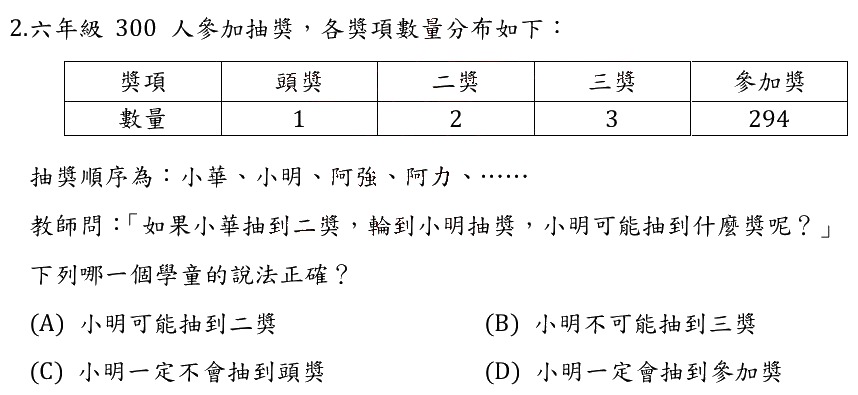 2.六年級 300 人參加抽獎，各獎項數量分布如下：
獎項 頭獎 二獎 三獎 參加獎
數量 1 2 3 294
抽獎順序為：小華、小明、阿強、阿力、⋯⋯
教師問：「如果小華抽到二獎，輪到小明抽獎，小明可能抽到什麼獎呢？」
下列哪一個學童的說法正確？
(A) 小明可能抽到二獎 (B) 小明不可能抽到三獎
(C) 小明一定不會抽到頭獎 (D) 小明一定會抽到參加獎